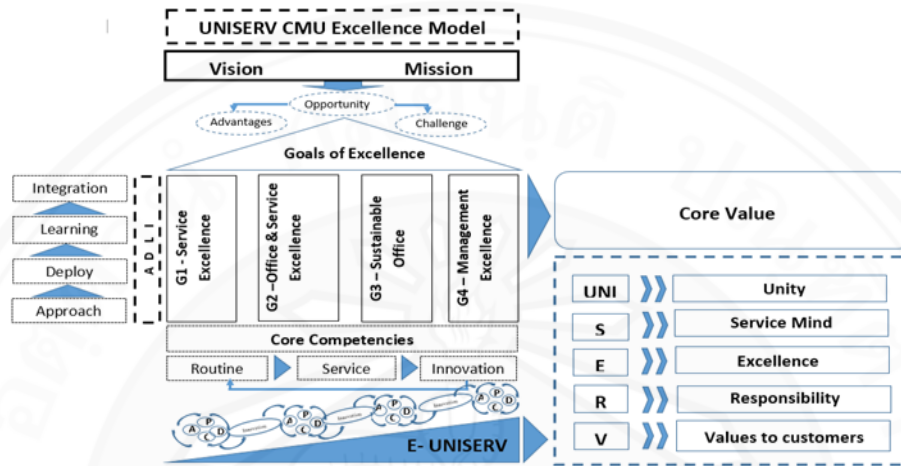 UNISERV CMU Excellence Model
Vision Mission
Opportunity
Advantages
Challenge
Goals of Excellence
Integration
Learning
Deploy
Approach
A D L I
G1 - Service Excellence
G2 –Office & Service Excellence
G3 – Sustainable Office
G4 – Management Excellence
Core Competencies
Routine
Service
Innovation
A P D C
A P D C
A P D C
A P D C
E- UNISERV
Core Value
UNI Unity
S Service Mind
E Excellence
R Responsibility
V Values to customers